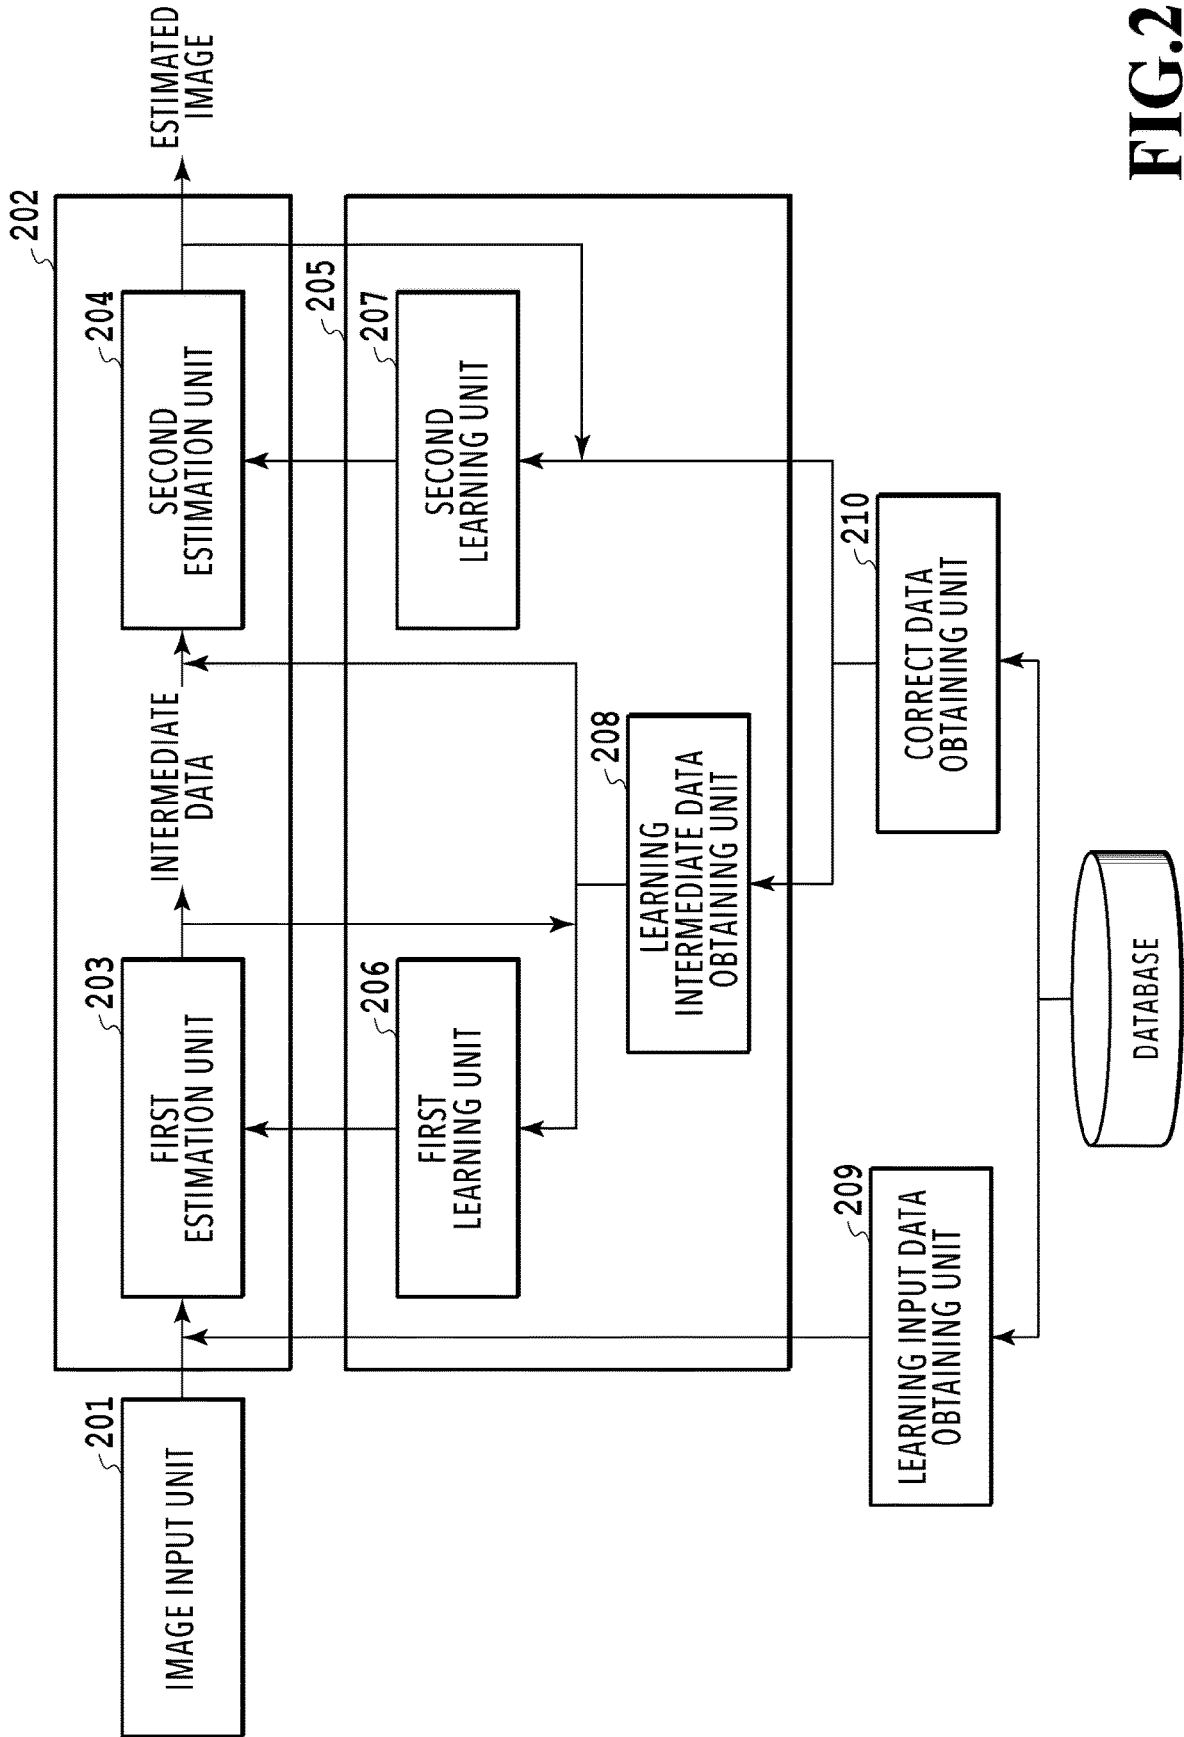 201
IMAGE INPUT UNIT
202
203
FIRST
ESTIMATION UNIT
INTERMEDIATE
DATA
204
SECOND
ESTIMATION UNIT
ESTIMATED
IMAGE
205
206
FIRST
LEARNING UNIT
207
SECOND
LEARNING UNIT
208
LEARNING
INTERMEDIATE DATA
OBTAINING UNIT
209
LEARNING INPUT DATA
OBTAINING UNIT
210
CORRECT DATA
OBTAINING UNIT
DATABASE
FIG.2